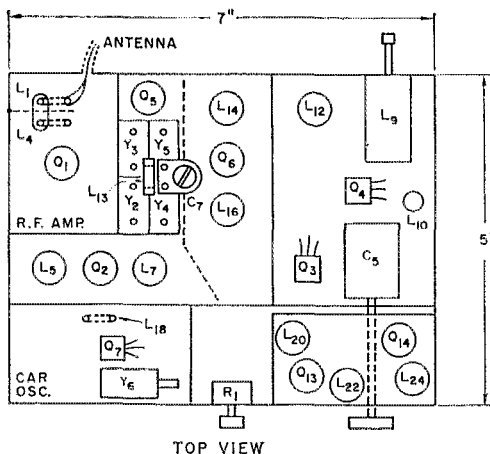 7"
ANTENNA
L1
L4
Q5
L14
L12
L9
Y3
Y5
Q1
Q6
L13
Y2
Y4
C7
L16
Q4
L10
R.F. AMP.
L5
Q2
L7
Q3
C5
5
L18
Q7
L20
Q14
CAR
OSC.
Y6
R1
Q13
L22
L24
TOP VIEW